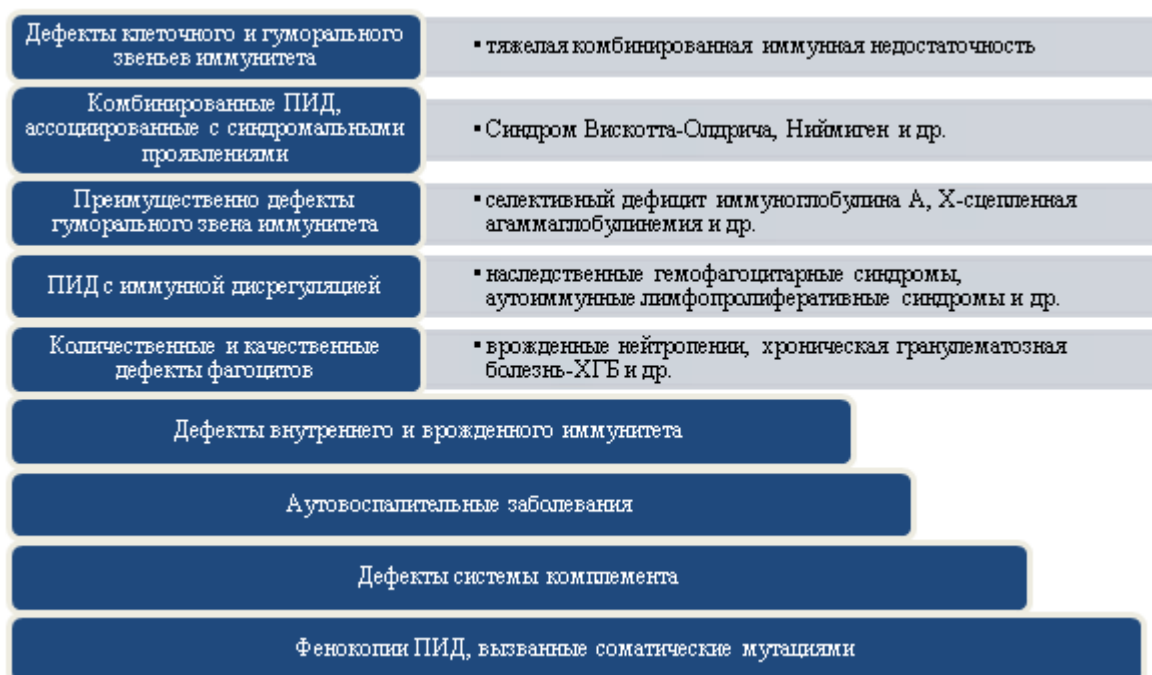 Дефекты клеточного и гуморального
звеньев иммунитета
▪ тяжелая комбинированная иммунная недостаточность
Комбинированные ПИД,
ассоциированные с синдромальными
проявлениями
▪ Синдром Вискотта-Олдрича, Ниймиген и др.
Преимущественно дефекты
гуморального звена иммунитета
▪ селективный дефицит иммуноглобулина А, Х-сцепленная
агаммаглобулинемия и др.
ПИД с иммунной дисрегуляцией
▪ наследственные гемофагоцитарные синдромы,
аутоиммунные лимфопролиферативные синдромы и др.
Количественные и качественные
дефекты фагоцитов
▪ врожденные нейтропении, хроническая гранулематозная
болезнь-ХГБ и др.
Дефекты внутреннего и врожденного иммунитета
Аутовоспалительные заболевания
Дефекты системы комплемента
Фенокопии ПИД, вызванные соматические мутациями